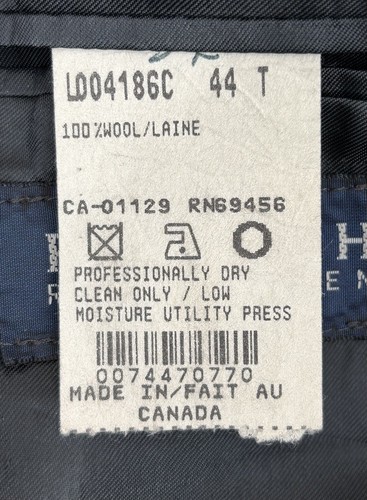 LD04186C 44 T
100%WOOL/LAINE
CA-01129 RN69456
PROFESSIONALLY DRY
CLEAN ONLY / LOW
MOISTURE UTILITY PRESS
0074470770
MADE IN/FAIT AU
CANADA